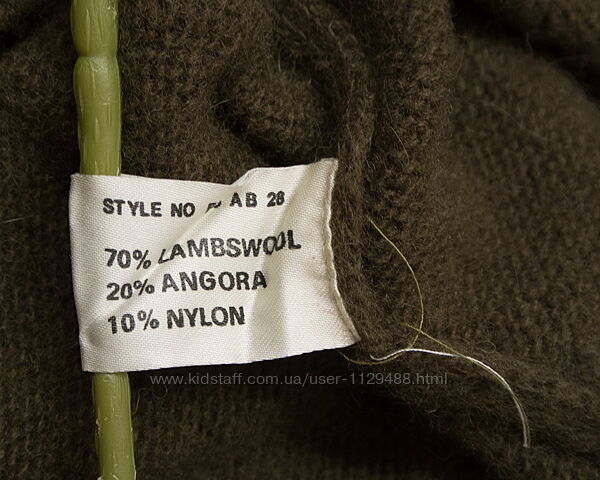 STYLE NO AB 28
70% LAMBSWOOL
20% ANGORA
10% NYLON
www.kidstaff.com.ua/user-1129488.html